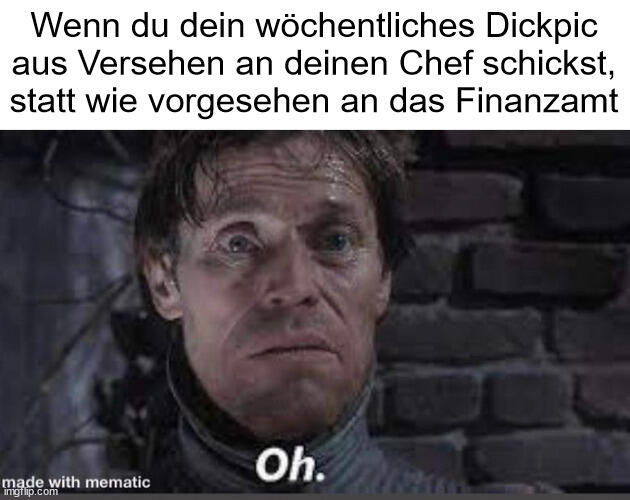 Wenn du dein wöchentliches Dickpic
aus Versehen an deinen Chef schickst,
statt wie vorgesehen an das Finanzamt
Oh.
made with mematic
imgflip.com